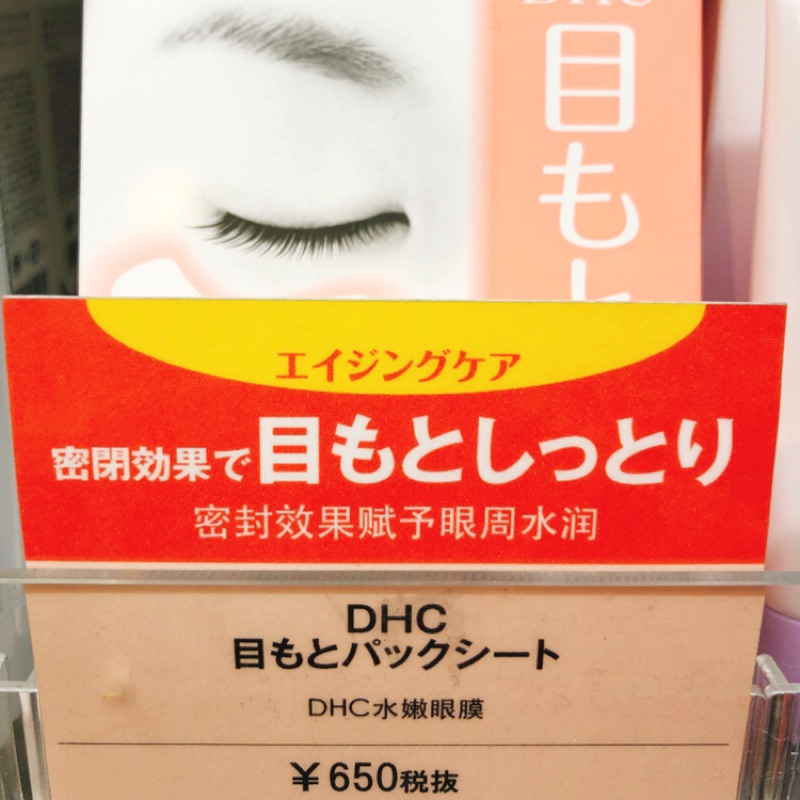 DHC
目もと
エイジングケア
密閉効果で目もとしっとり
密封效果赋予眼周水润
DHC
目もとパックシート
DHC水嫩眼膜
¥650税抜